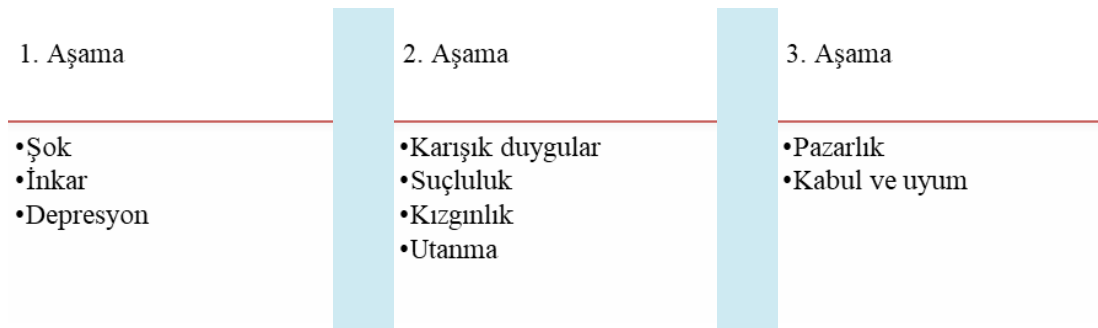 1. Aşama
•Şok
•İnkar
•Depresyon
2. Aşama
•Karışık duygular
•Suçluluk
•Kızgınlık
•Utanma
3. Aşama
•Pazarlık
•Kabul ve uyum